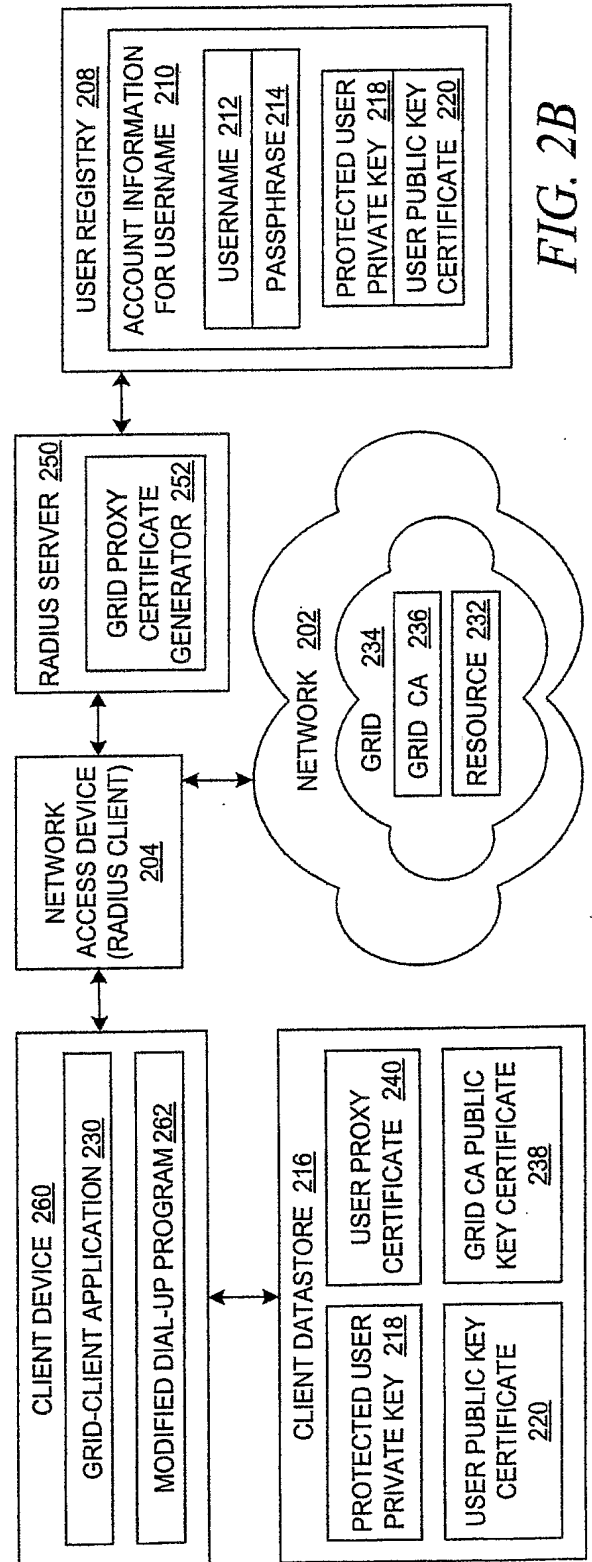 CLIENT DEVICE 260
GRID-CLIENT APPLICATION 230
MODIFIED DIAL-UP PROGRAM 262
CLIENT DATASTORE 216
PROTECTED USER
PRIVATE KEY 218
USER PROXY
CERTIFICATE 240
USER PUBLIC KEY
CERTIFICATE
220
GRID CA PUBLIC
KEY CERTIFICATE
238
NETWORK
ACCESS DEVICE
(RADIUS CLIENT)
204
RADIUS SERVER 250
GRID PROXY
CERTIFICATE
GENERATOR 252
NETWORK 202
GRID 234
GRID CA 236
RESOURCE 232
USER REGISTRY 208
ACCOUNT INFORMATION
FOR USERNAME 210
USERNAME 212
PASSPHRASE 214
PROTECTED USER
PRIVATE KEY 218
USER PUBLIC KEY
CERTIFICATE 220
FIG. 2B